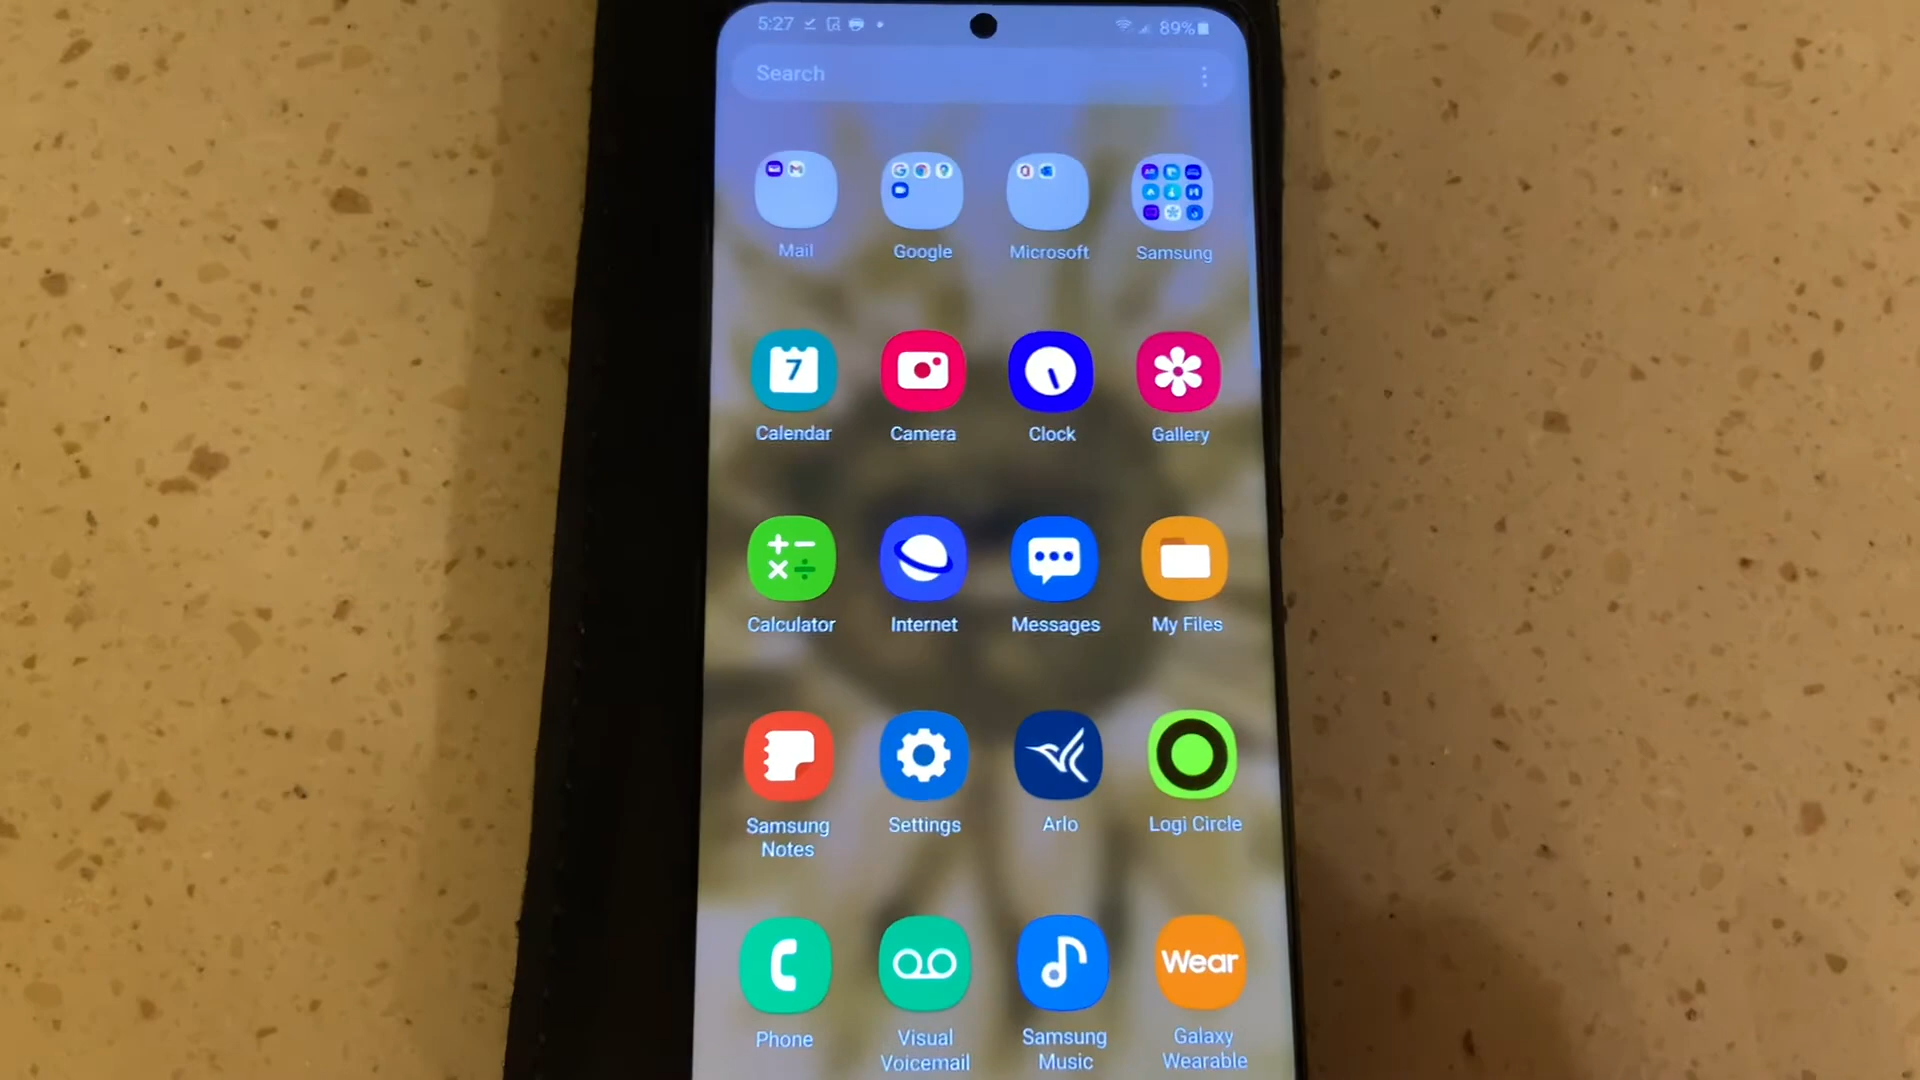 5:27
89%
Search
Mail
Google
Microsoft
Samsung
7
Calendar
Camera
Clock
Gallery
Calculator
Internet
Messages
My Files
Samsung
Notes
Settings
Arlo
Logi Circle
Wear
Phone
Visual
Voicemail
Samsung
Music
Galaxy
Wearable